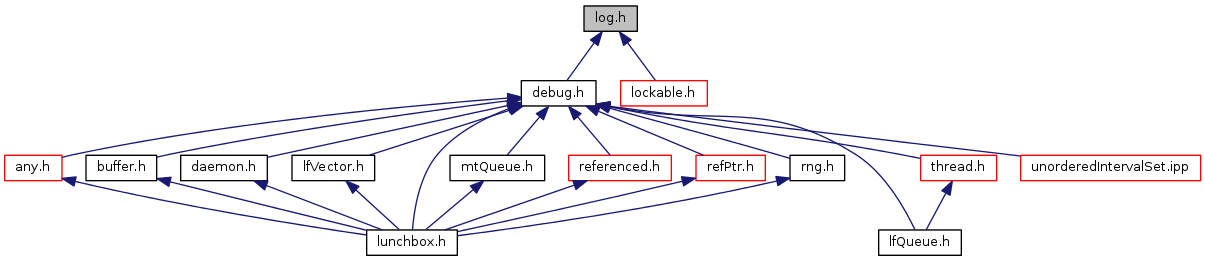 log.h
debug.h
lockable.h
any.h
buffer.h
daemon.h
lfVector.h
mtQueue.h
referenced.h
refPtr.h
rng.h
thread.h
unorderedIntervalSet.ipp
lunchbox.h
lfQueue.h